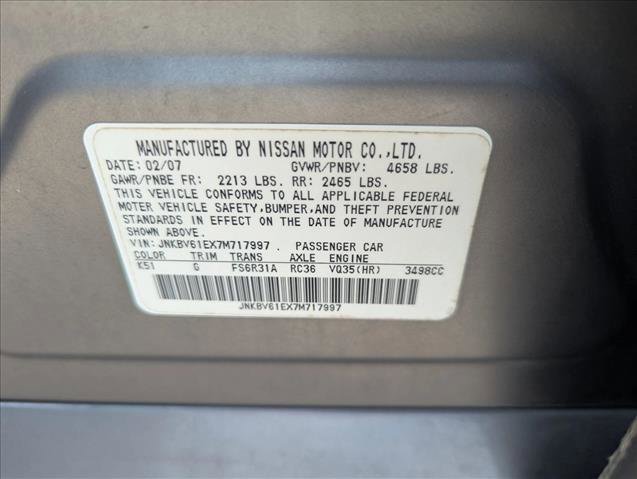 MANUFACTURED BY NISSAN MOTOR CO.,LTD.
DATE: 02/07 GVWR/PNBV: 4658 LBS.
GAWR/PNBE FR: 2213 LBS. RR: 2465 LBS.
THIS VEHICLE CONFORMS TO ALL APPLICABLE FEDERAL
MOTOR VEHICLE SAFETY,BUMPER,AND THEFT PREVENTION
STANDARDS IN EFFECT ON THE DATE OF MANUFACTURE
SHOWN ABOVE.
VIN: JNKBV61EX7M717997 . PASSENGER CAR
COLOR TRIM TRANS AXLE ENGINE
K51 G FS6R31A RC36 VQ35(HR) 3498CC
JNKBV61EX7M717997